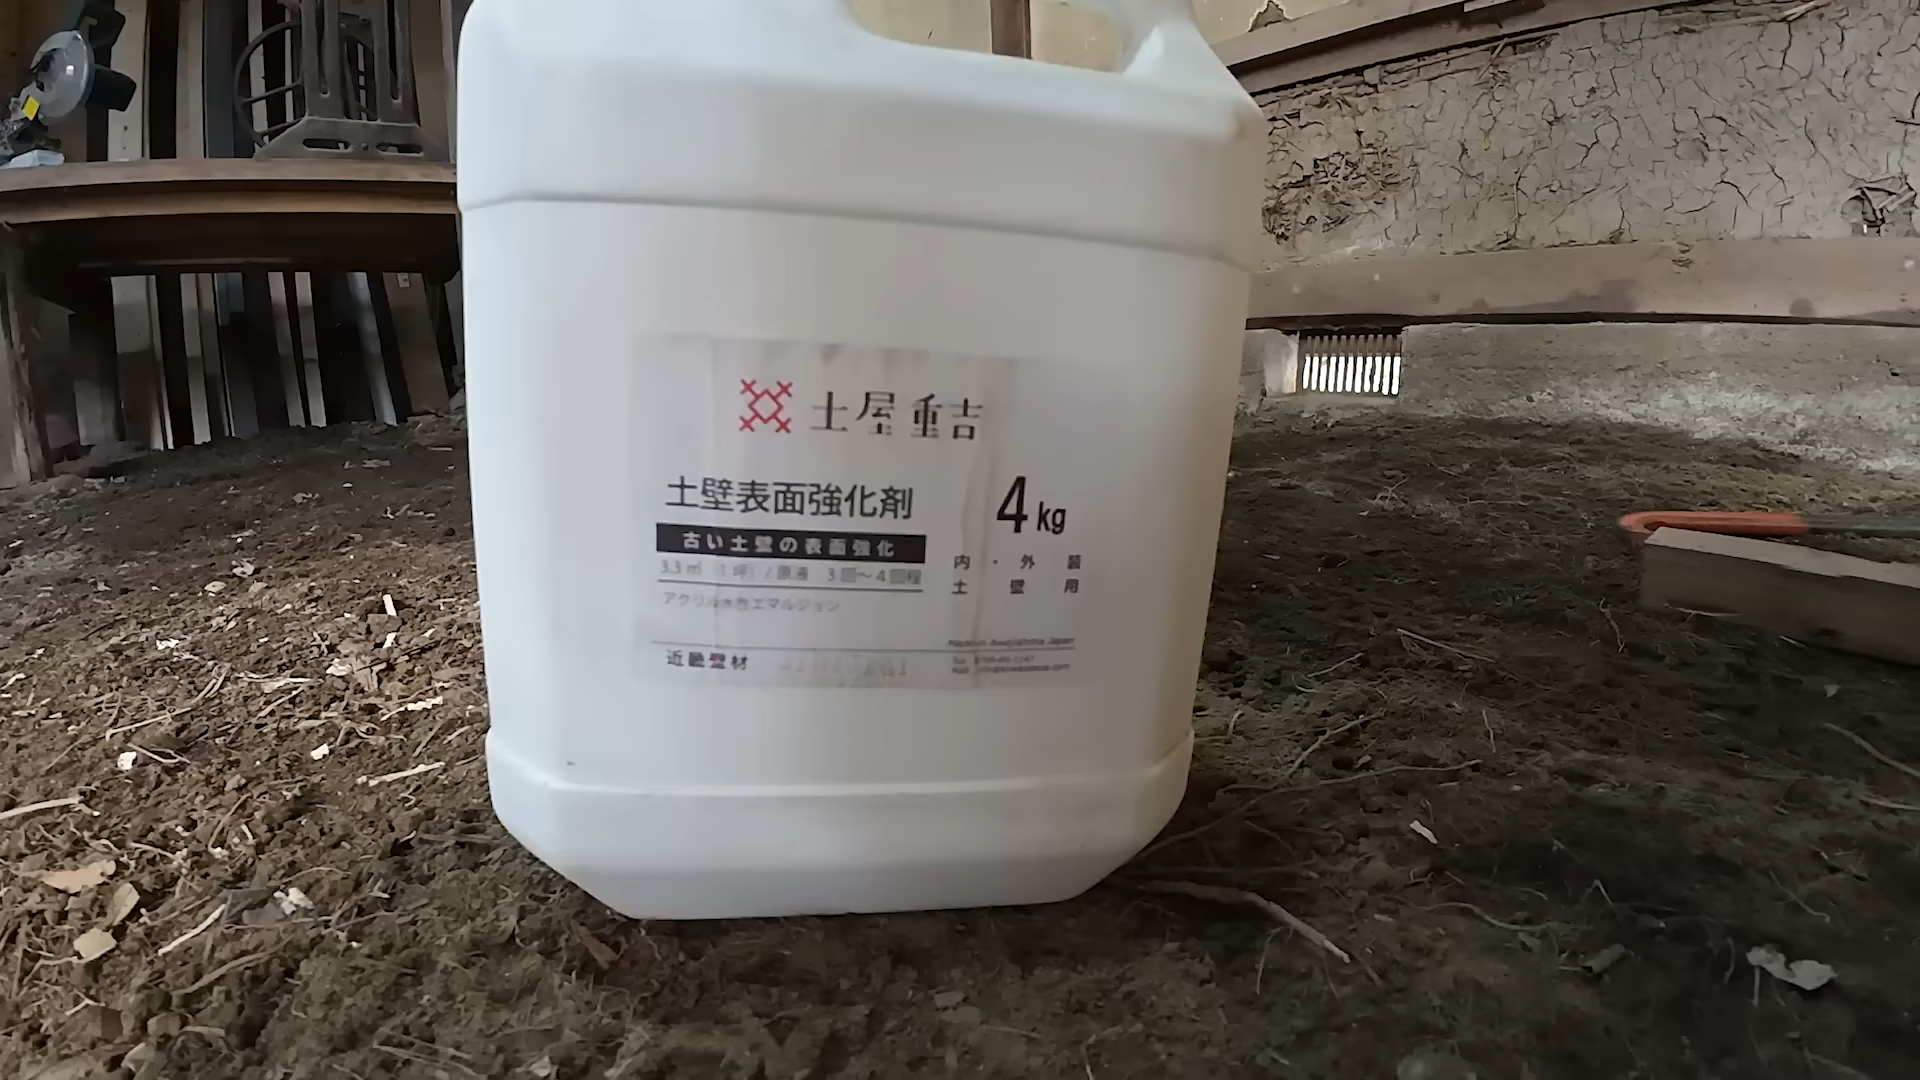 土屋重吉
土壁表面強化剤
4kg
古い土壁の表面強化
3.3㎡（1坪）/原液 3回〜4回程
内・外装
土壁用
アクリル水性エマルジョン
近畿壁材
Awajishima Japan